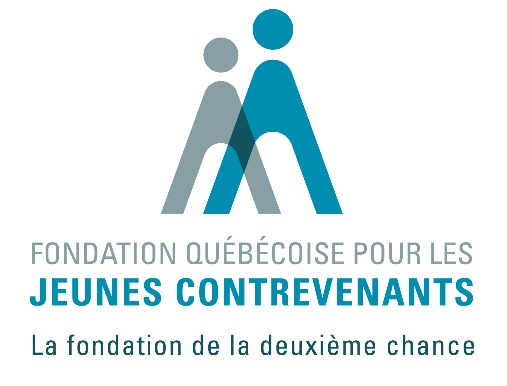 FONDATION QUÉBÉCOISE POUR LES
JEUNES CONTREVENANTS
La fondation de la deuxième chance